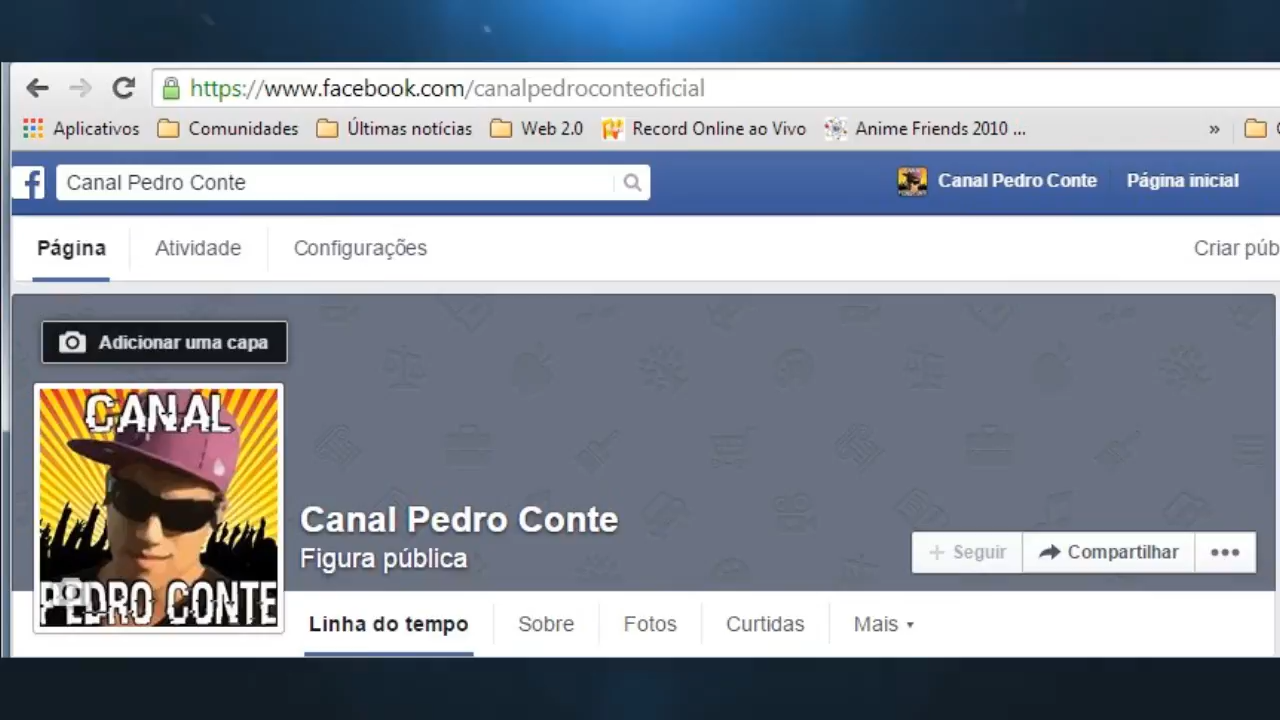 https://www.facebook.com/canalpedroconteoficial
Aplicativos Comunidades Últimas notícias Web 2.0 Record Online ao Vivo Anime Friends 2010 ... »
f Canal Pedro Conte Canal Pedro Conte Página inicial
Página Atividade Configurações Criar púb
Adicionar uma capa
CANAL
PEDRO CONTE
Canal Pedro Conte
Figura pública
+ Seguir Compartilhar •••
Linha do tempo Sobre Fotos Curtidas Mais